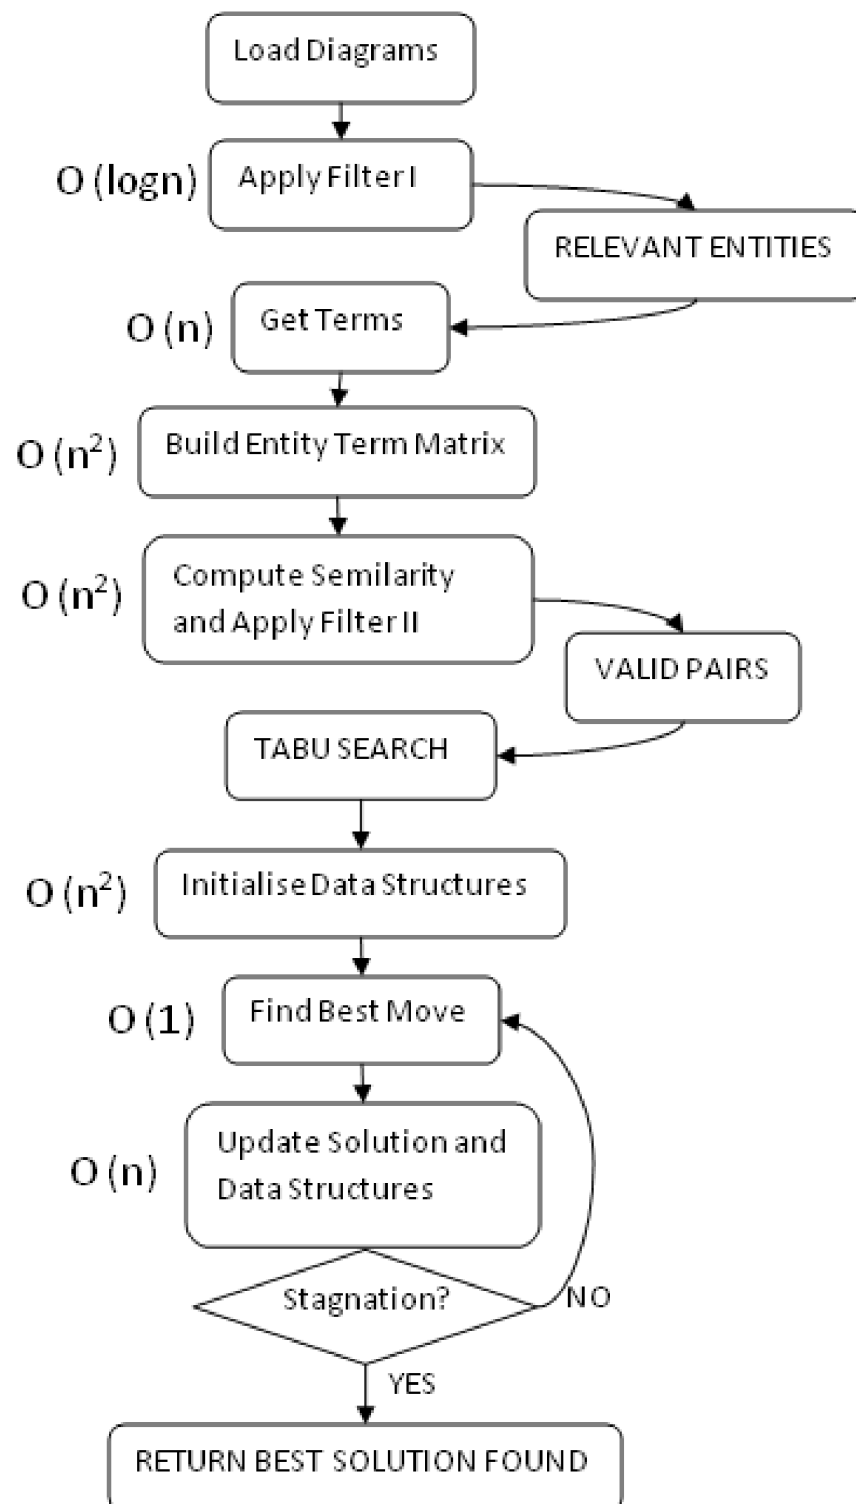 Load Diagrams
O (logn)
Apply Filter I
RELEVANT ENTITIES
O (n)
Get Terms
O (n²)
Build Entity Term Matrix
O (n²)
Compute Semilarity
and Apply Filter II
VALID PAIRS
TABU SEARCH
O (n²)
Initialise Data Structures
O (1)
Find Best Move
O (n)
Update Solution and
Data Structures
Stagnation?
NO
YES
RETURN BEST SOLUTION FOUND